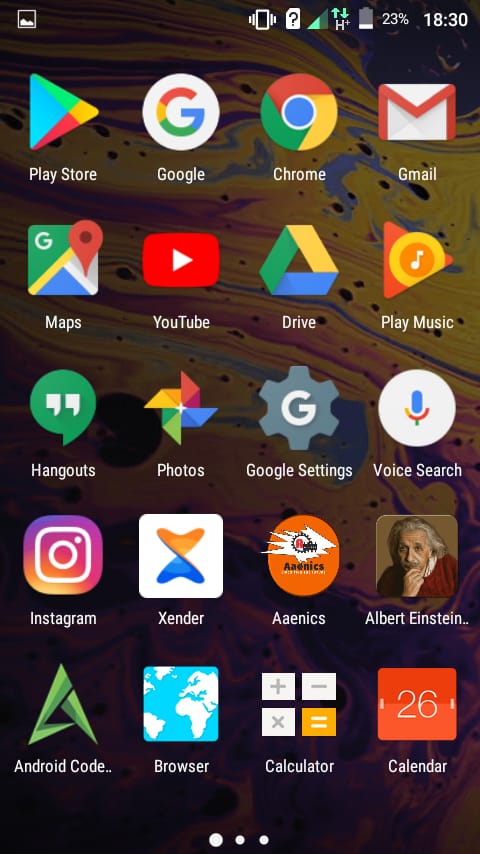 ? H+ 23% 18:30
Play Store Google Chrome Gmail
G
Maps YouTube Drive Play Music
G
Hangouts Photos Google Settings Voice Search
Aaenics
Instagram Xender Aaenics Albert Einstein..
26
Android Code.. Browser Calculator Calendar